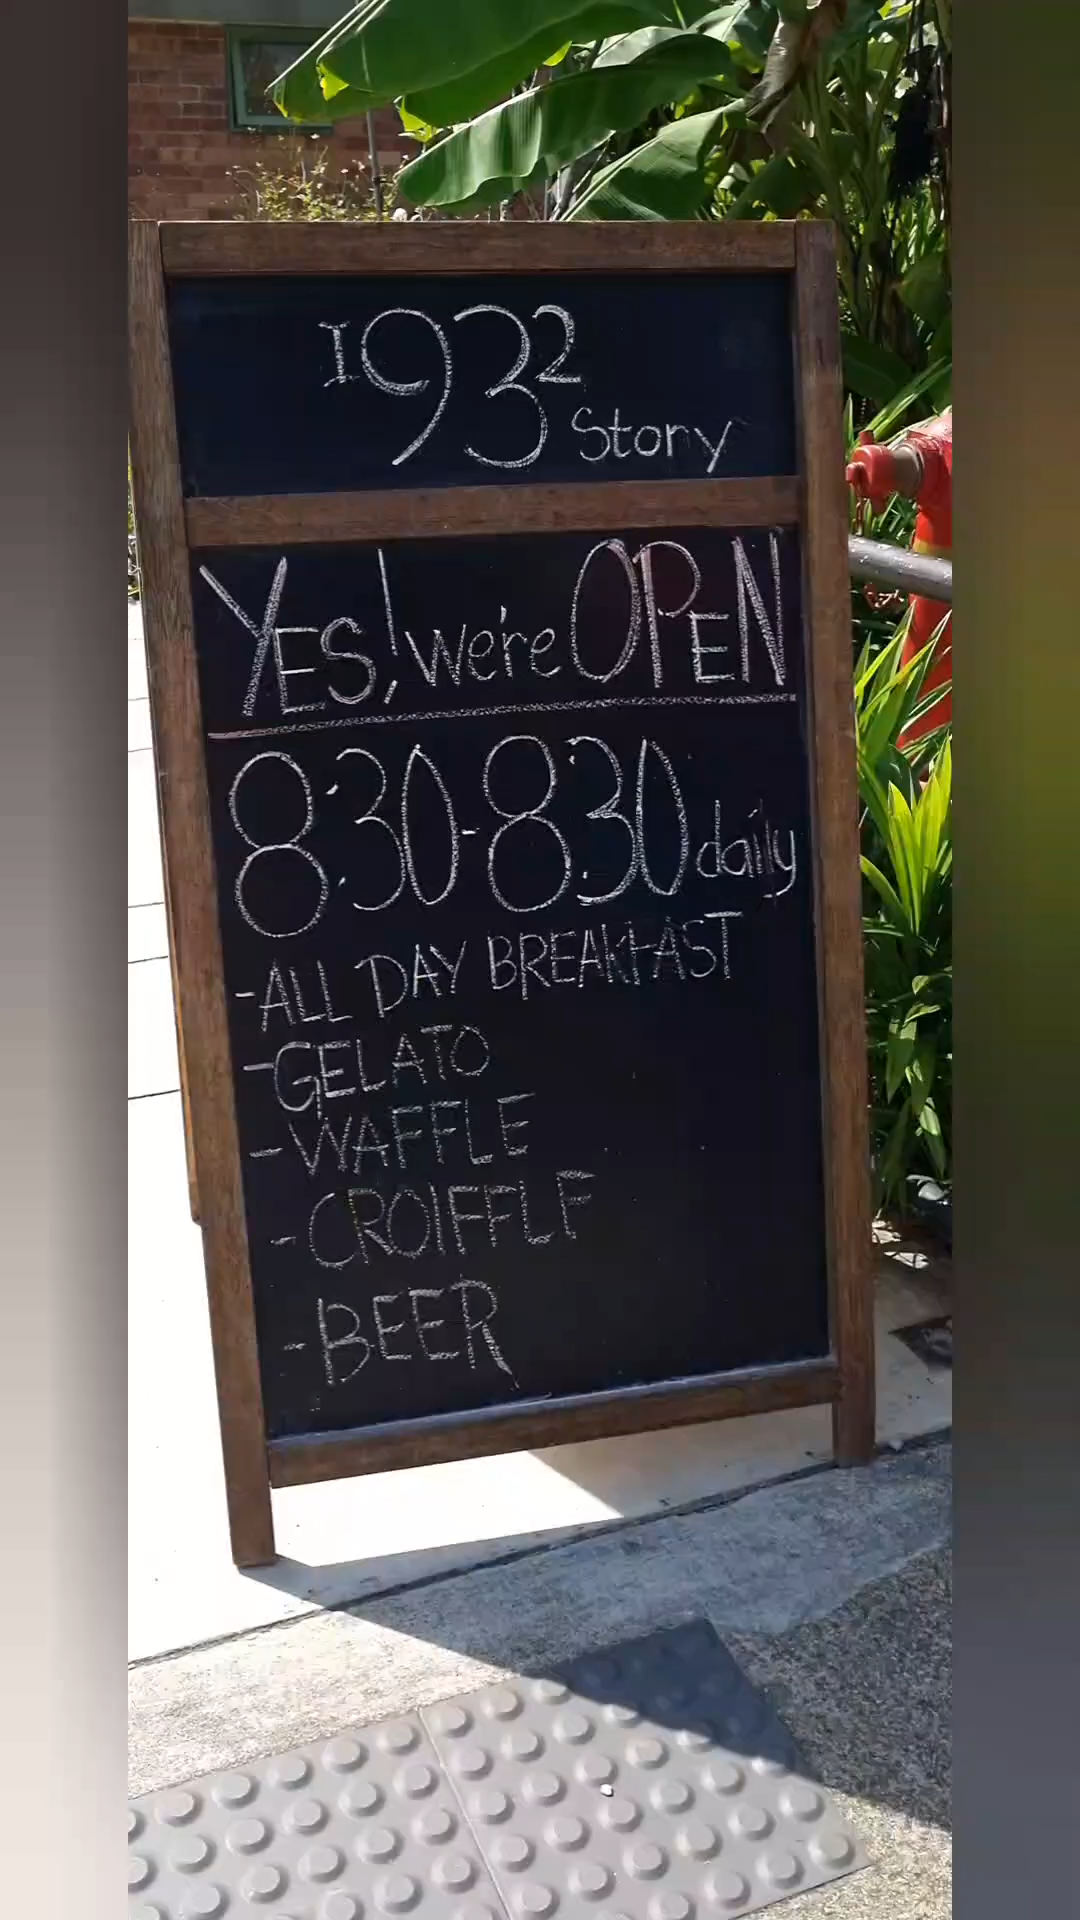 1932
Story
YES! we're OPEN
8:30-8:30 daily
-ALL DAY BREAKFAST
-GELATO
-WAFFLE
-CROIFFLE
-BEER